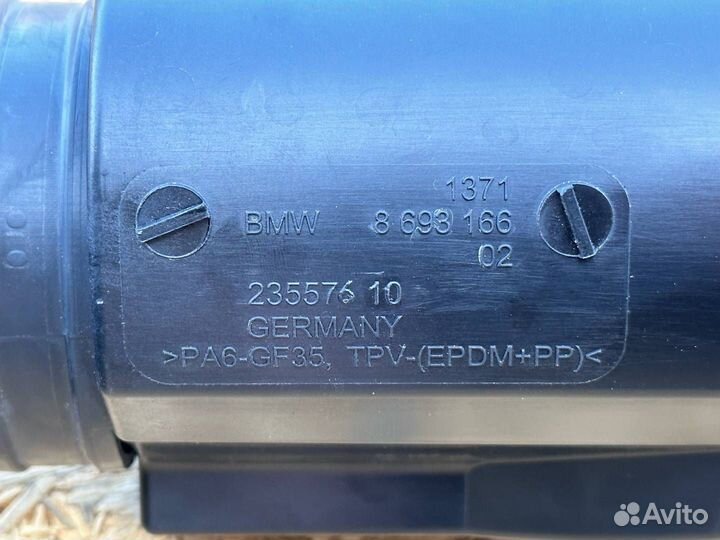 1371
BMW 8 693 166
02
235576 10
GERMANY
>PA6-GF35, TPV-(EPDM+PP)<
Avito